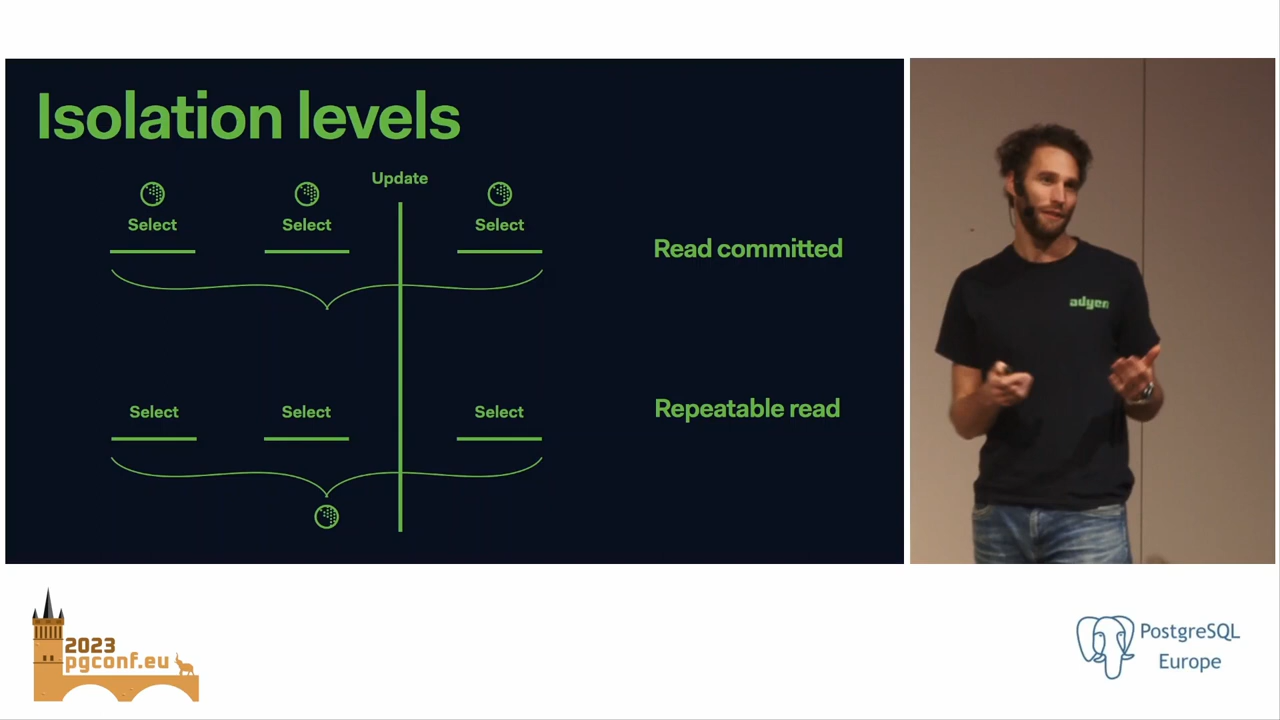 Isolation levels
Update
Select
Select
Select
Read committed
Select
Select
Select
Repeatable read
adyen
2023
pgconf.eu
PostgreSQL
Europe